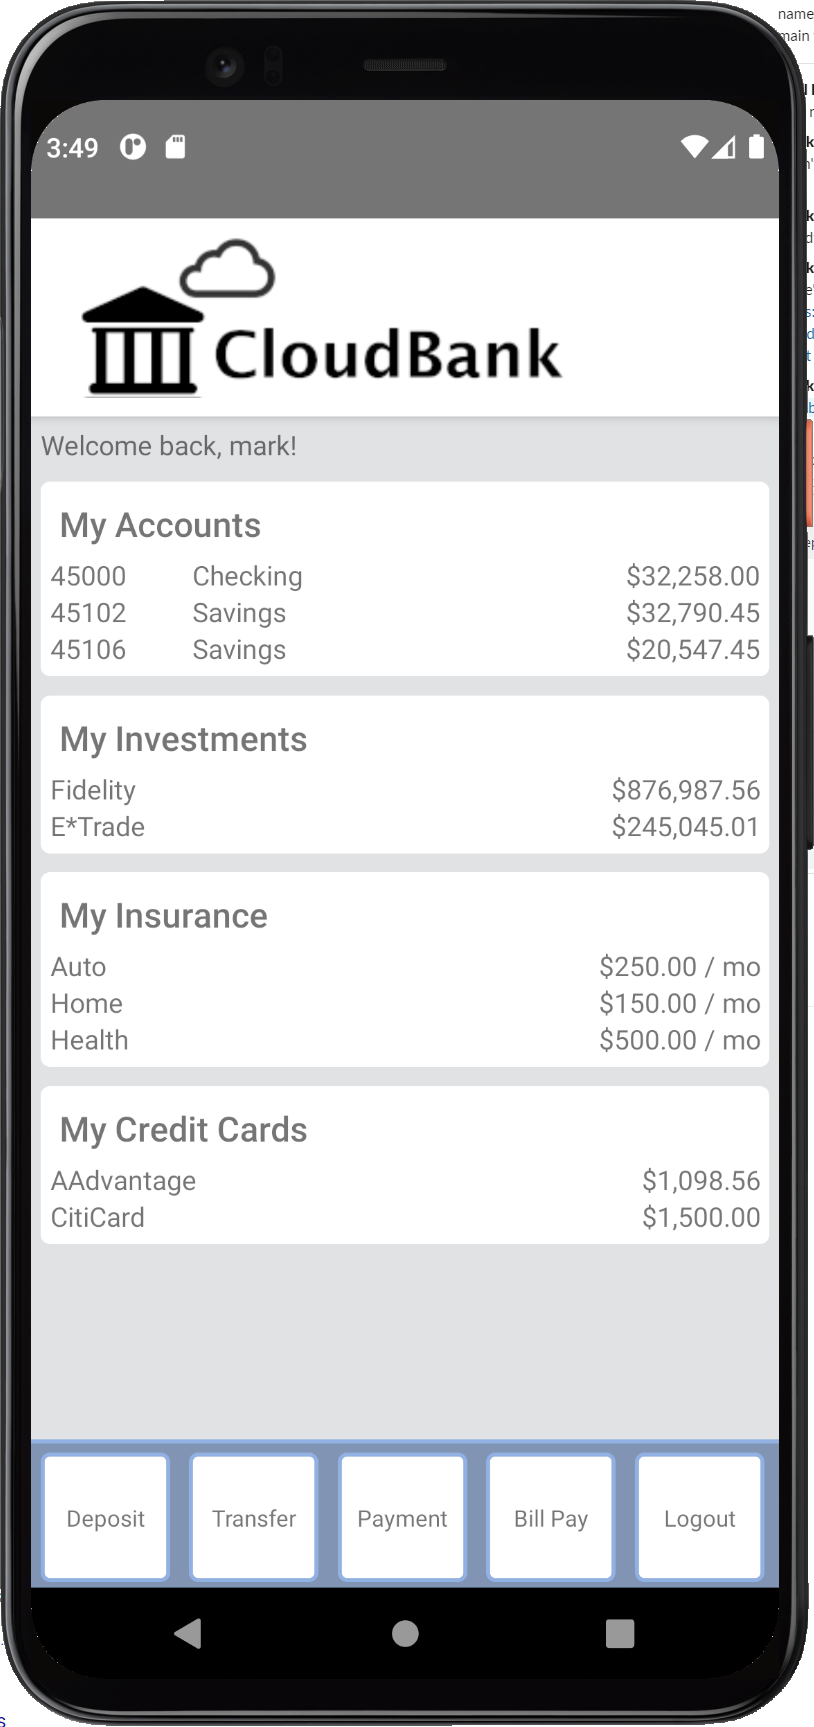 3:49
CloudBank
Welcome back, mark!
My Accounts
45000 Checking $32,258.00
45102 Savings $32,790.45
45106 Savings $20,547.45
My Investments
Fidelity $876,987.56
E*Trade $245,045.01
My Insurance
Auto $250.00 / mo
Home $150.00 / mo
Health $500.00 / mo
My Credit Cards
AAdvantage $1,098.56
CitiCard $1,500.00
Deposit Transfer Payment Bill Pay Logout
name
main